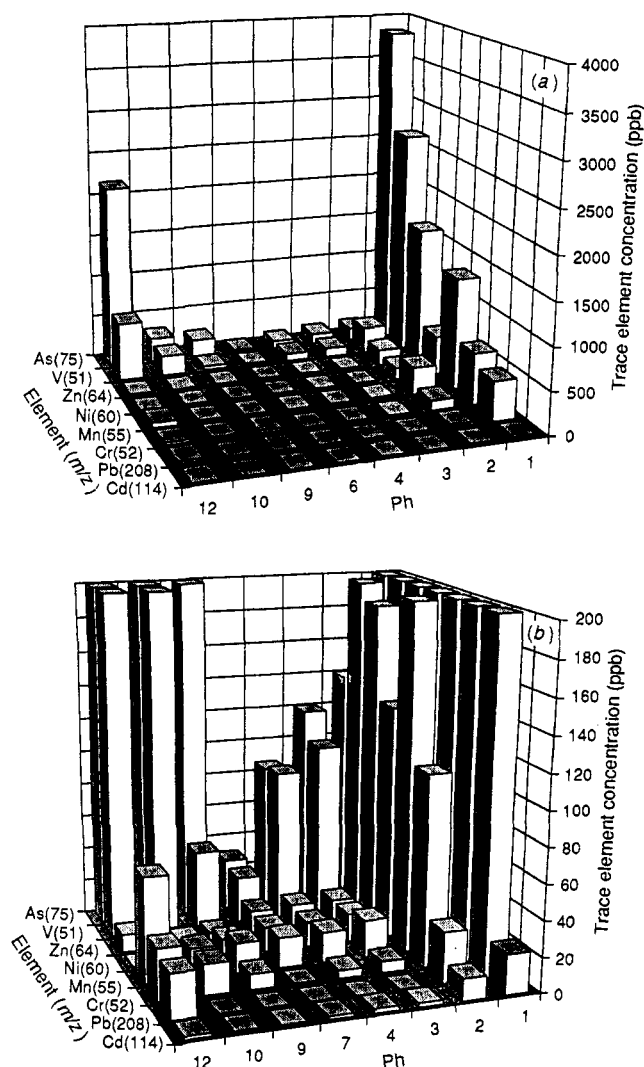 (a)
4000
3500
3000
2500
2000
1500
1000
500
0
Trace element concentration (ppb)
As(75)
V(51)
Zn(64)
Ni(60)
Mn(55)
Cr(52)
Pb(208)
Cd(114)
Element (m/z)
12 10 9 6 4 3 2 1
Ph
(b)
200
180
160
140
120
100
80
60
40
20
0
Trace element concentration (ppb)
As(75)
V(51)
Zn(64)
Ni(60)
Mn(55)
Cr(52)
Pb(208)
Cd(114)
Element (m/z)
12 10 9 7 4 3 2 1
Ph